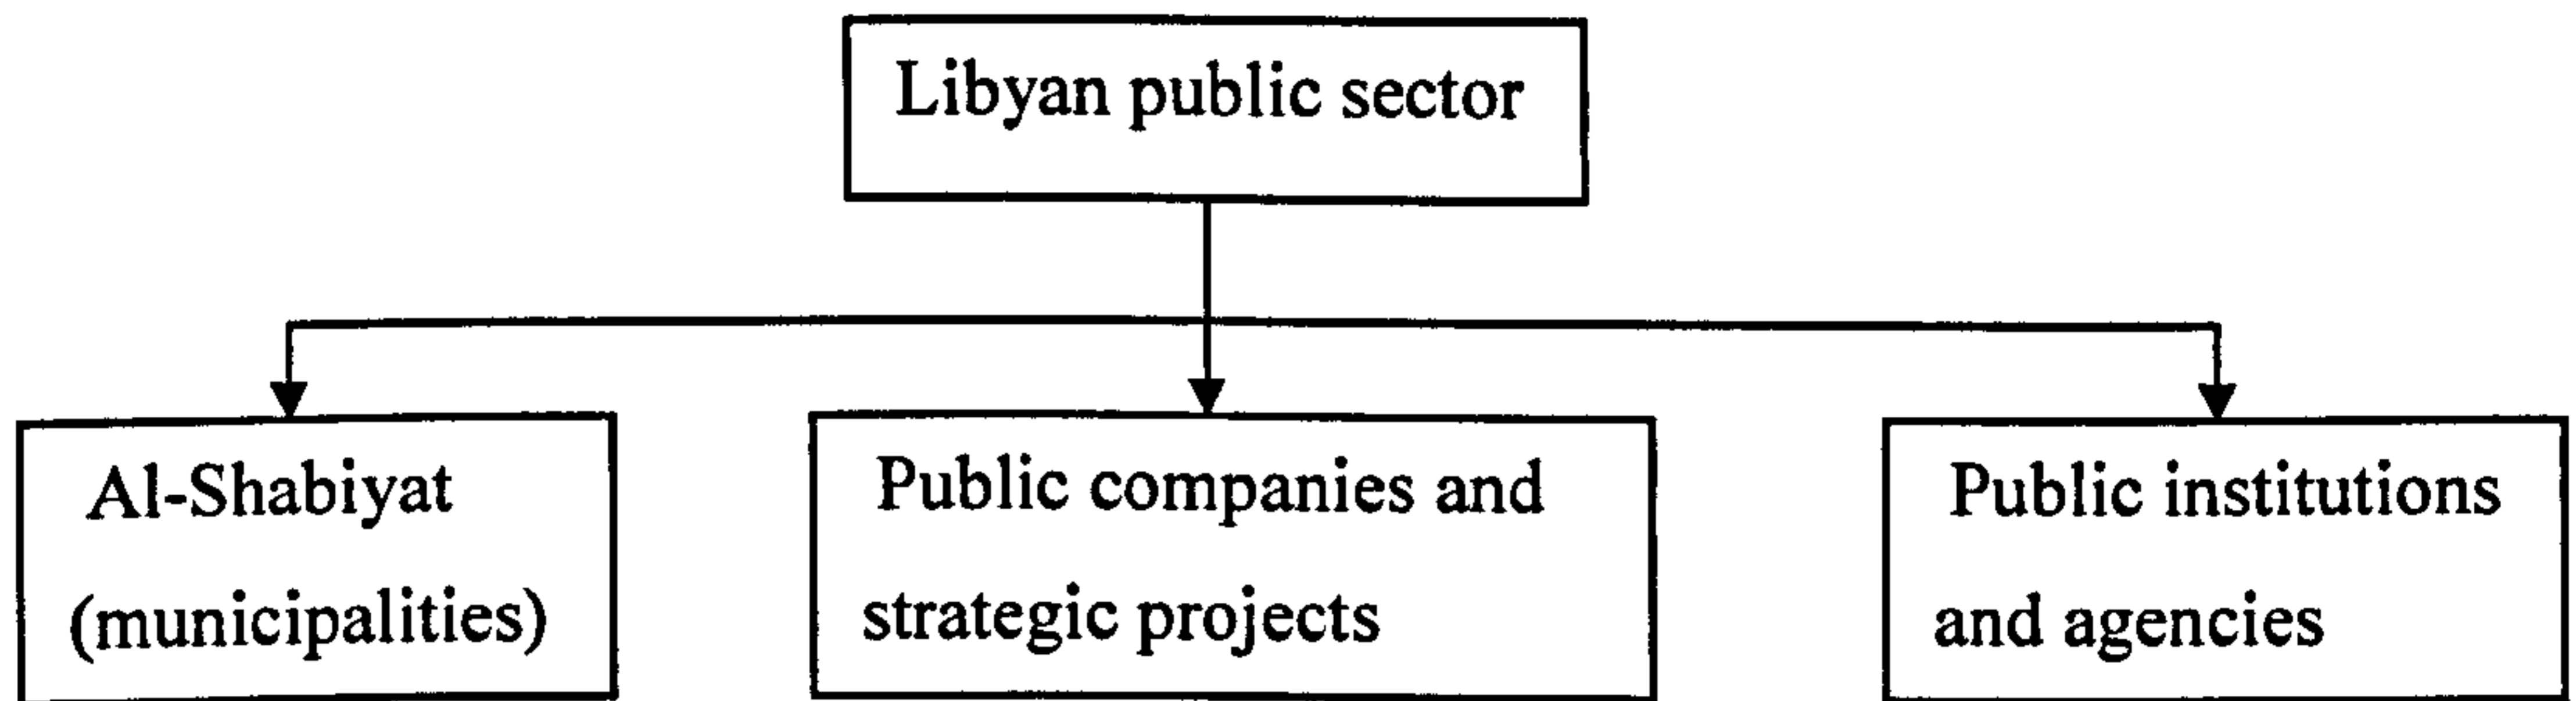 Libyan public sector
Al-Shabiyat
(municipalities)
Public companies and
strategic projects
Public institutions
and agencies